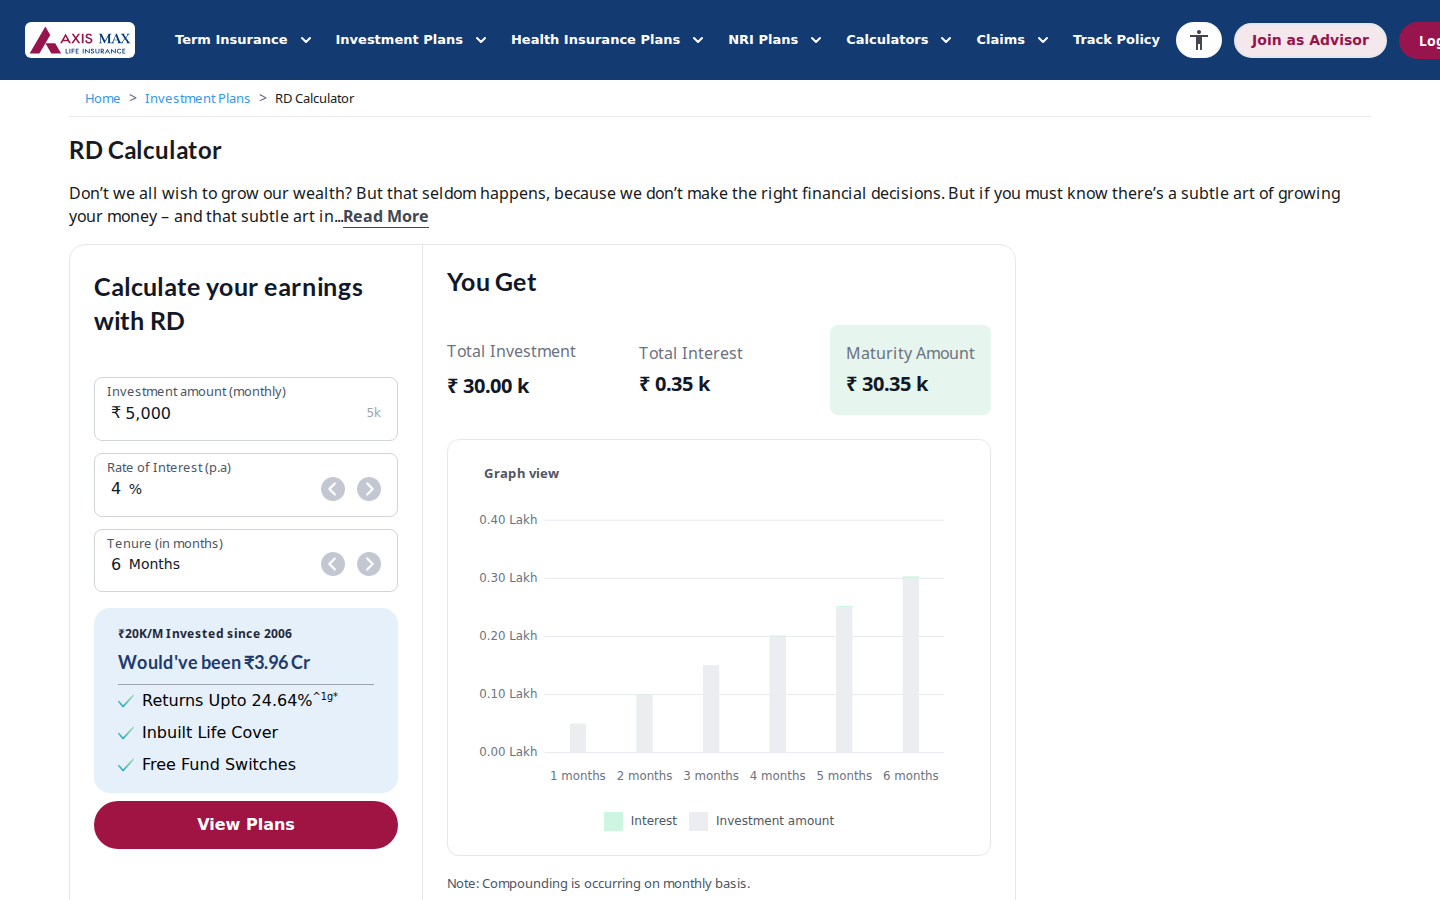 AXIS MAX
LIFE INSURANCE
Term Insurance
Investment Plans
Health Insurance Plans
NRI Plans
Calculators
Claims
Track Policy
Join as Advisor
Home > Investment Plans > RD Calculator
RD Calculator
Don’t we all wish to grow our wealth? But that seldom happens, because we don’t make the right financial decisions. But if you must know there’s a subtle art of growing
your money – and that subtle art in...Read More
Calculate your earnings
with RD
Investment amount (monthly)
₹ 5,000
5k
Rate of Interest (p.a)
4 %
Tenure (in months)
6 Months
₹20K/M Invested since 2006
Would've been ₹3.96 Cr
Returns Upto 24.64%^1g*
Inbuilt Life Cover
Free Fund Switches
View Plans
You Get
Total Investment
₹ 30.00 k
Total Interest
₹ 0.35 k
Maturity Amount
₹ 30.35 k
Graph view
0.40 Lakh
0.30 Lakh
0.20 Lakh
0.10 Lakh
0.00 Lakh
1 months 2 months 3 months 4 months 5 months 6 months
Interest
Investment amount
Note: Compounding is occurring on monthly basis.